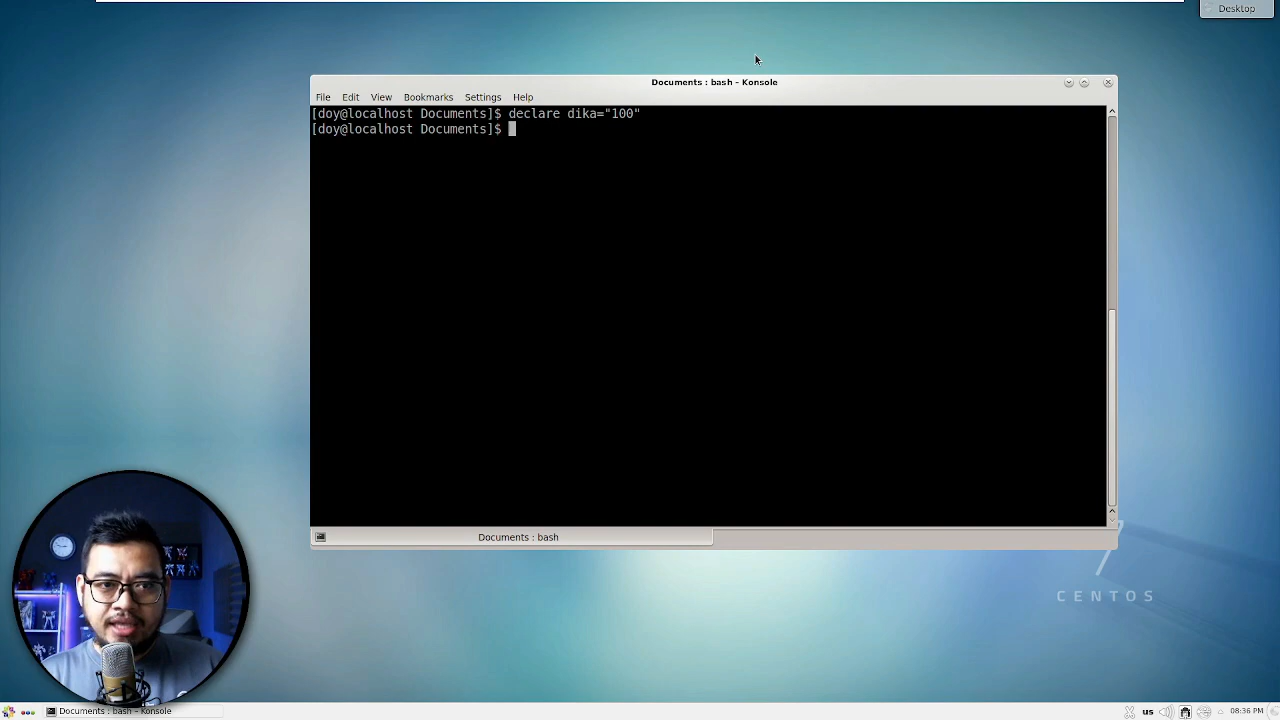 Desktop
Documents : bash – Konsole
File Edit View Bookmarks Settings Help
[doy@localhost Documents]$ declare dika="100"
[doy@localhost Documents]$
Documents : bash
7
CENTOS
Documents : bash – Konsole
us
08:36 PM